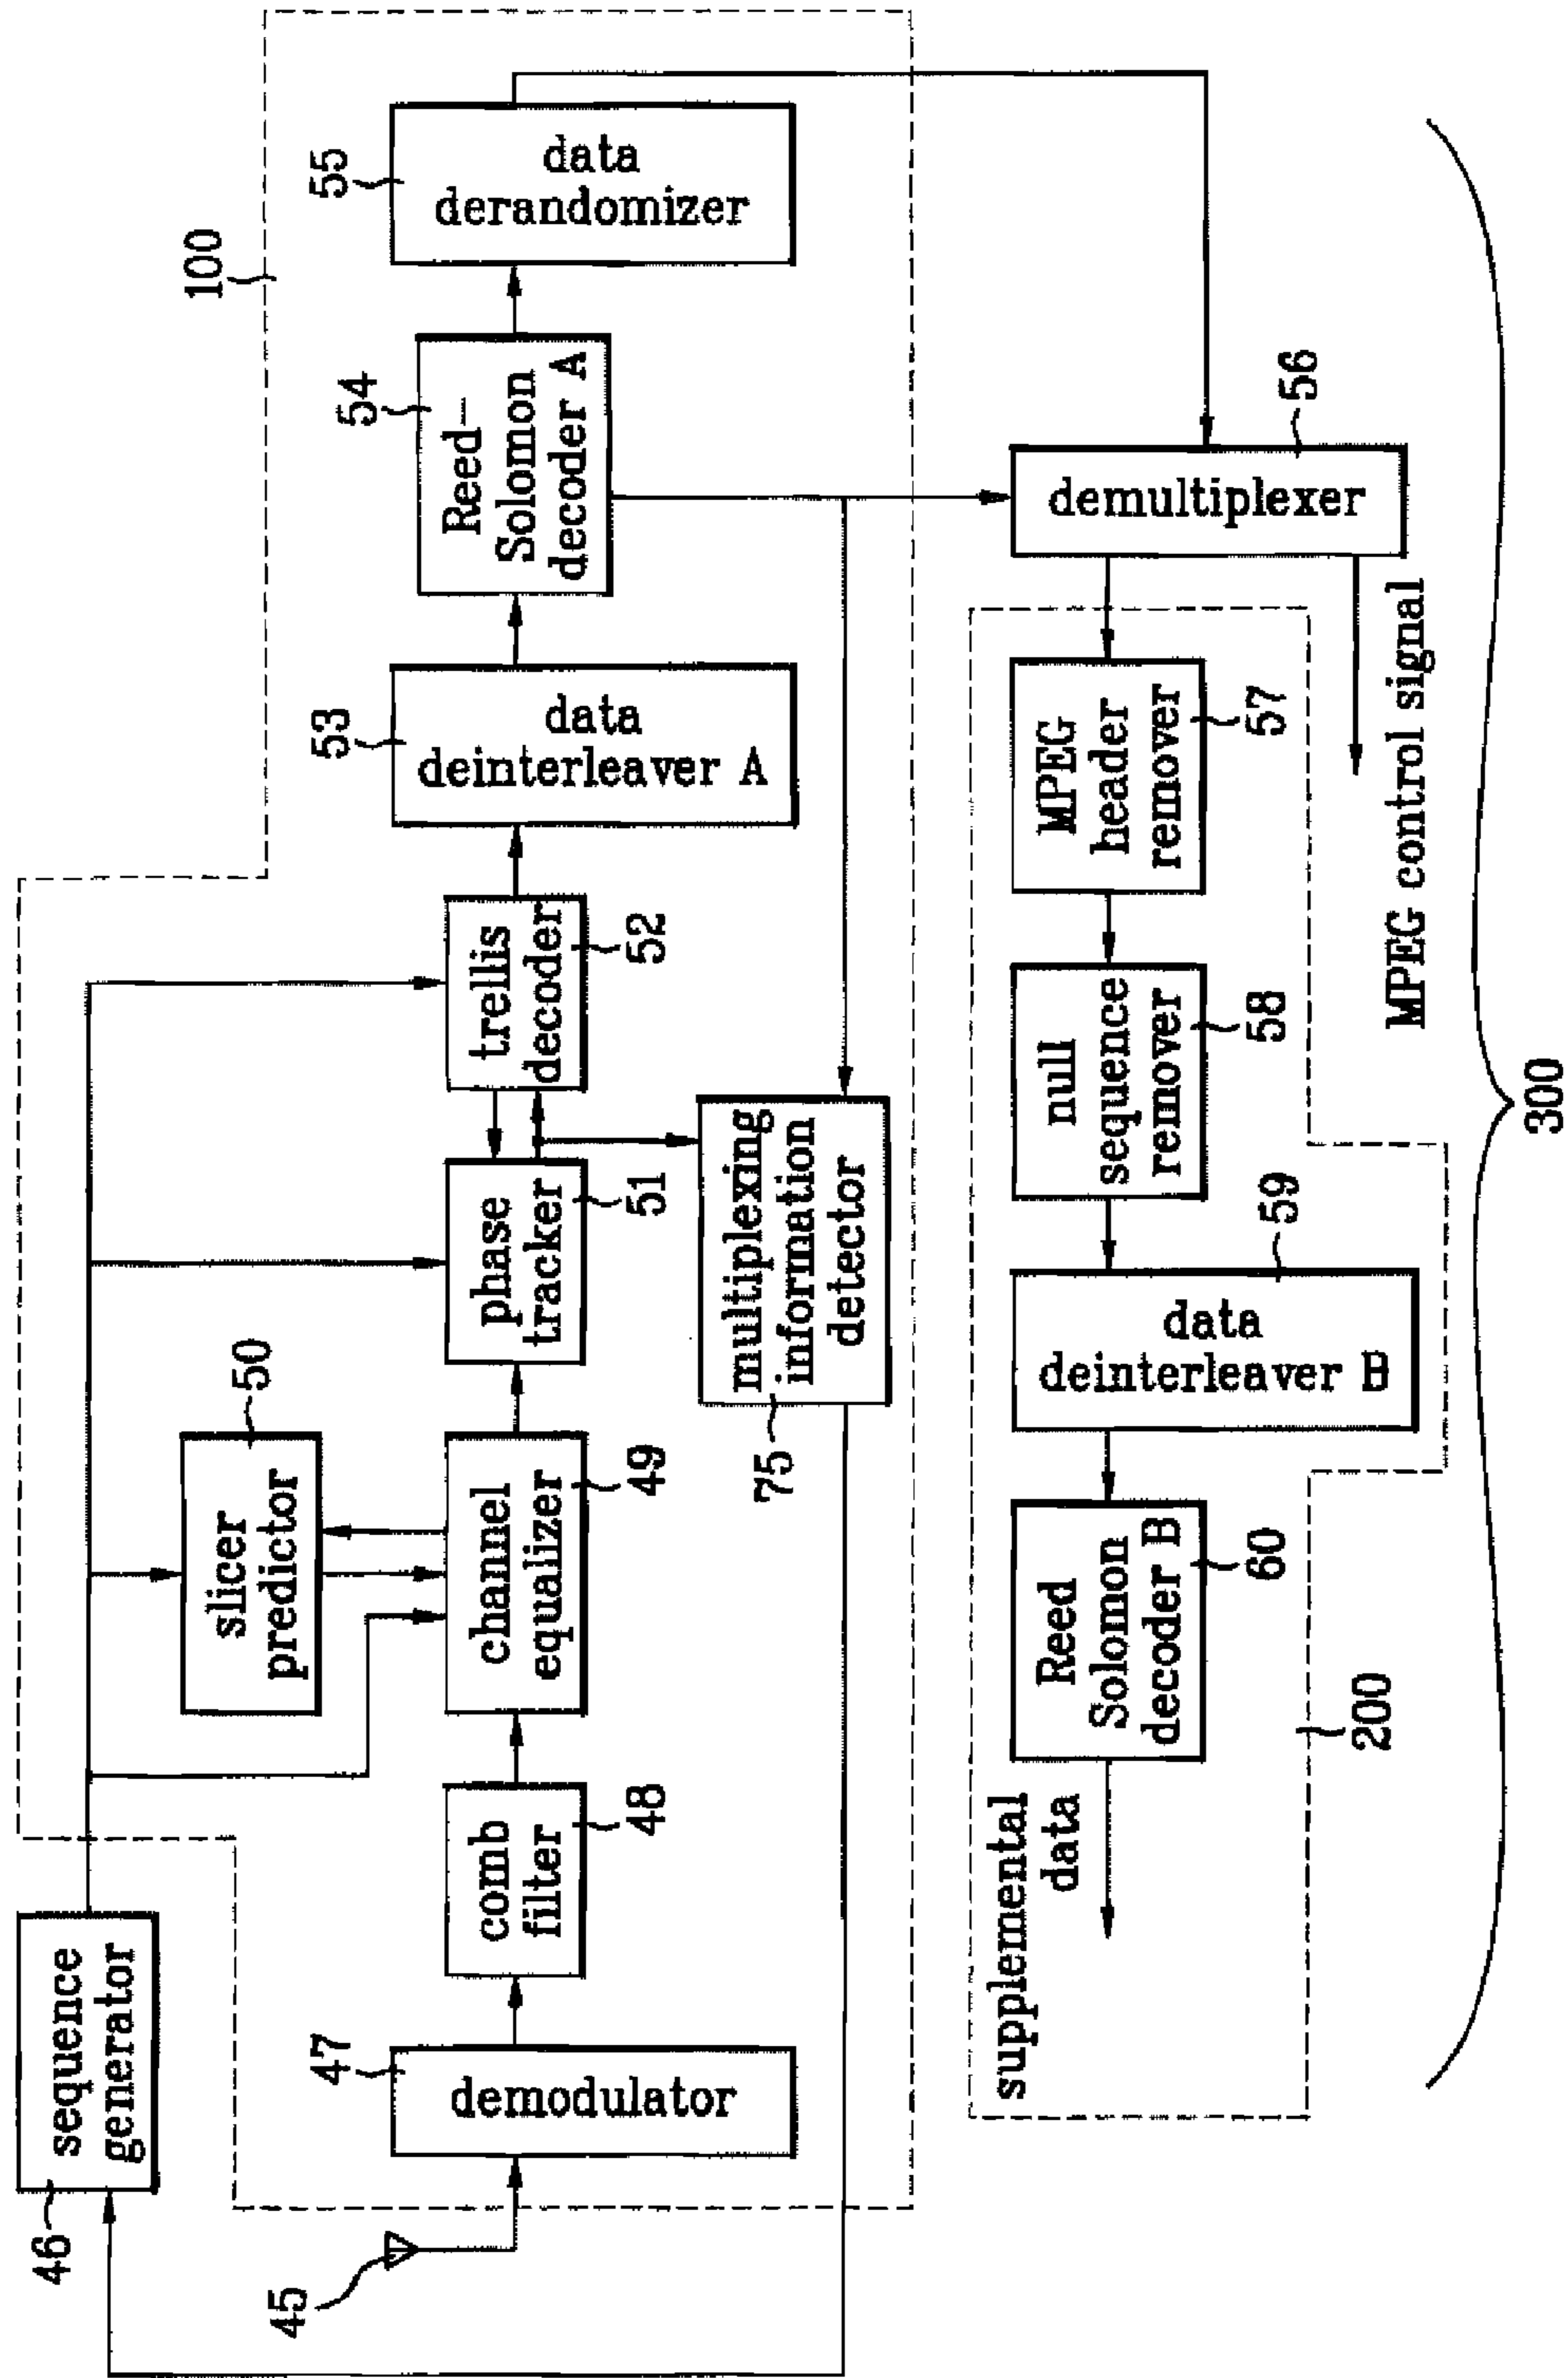 46
sequence
generator
100
50
slicer
predictor
45
47
demodulator
comb
filter
48
channel
equalizer
49
phase
tracker
51
trellis
decoder
52
53
data
deinterleaver A
54
Reed-
Solomon
decoder A
55
data
derandomizer
75
multiplexing
information
detector
supplemental
data
Reed
Solomon
decoder B
60
data
deinterleaver B
59
null
sequence
remover
58
MPEG
header
remover
57
demultiplexer
56
200
MPEG control signal
300